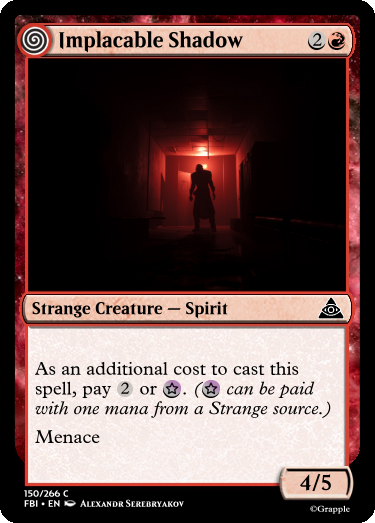 Implacable Shadow 2
Strange Creature — Spirit
As an additional cost to cast this
spell, pay 2 or ☆. (☆ can be paid
with one mana from a Strange source.)
Menace
4/5
150/266 C
FBI • EN ALEXANDR SEREBRYAKOV
©Grapple